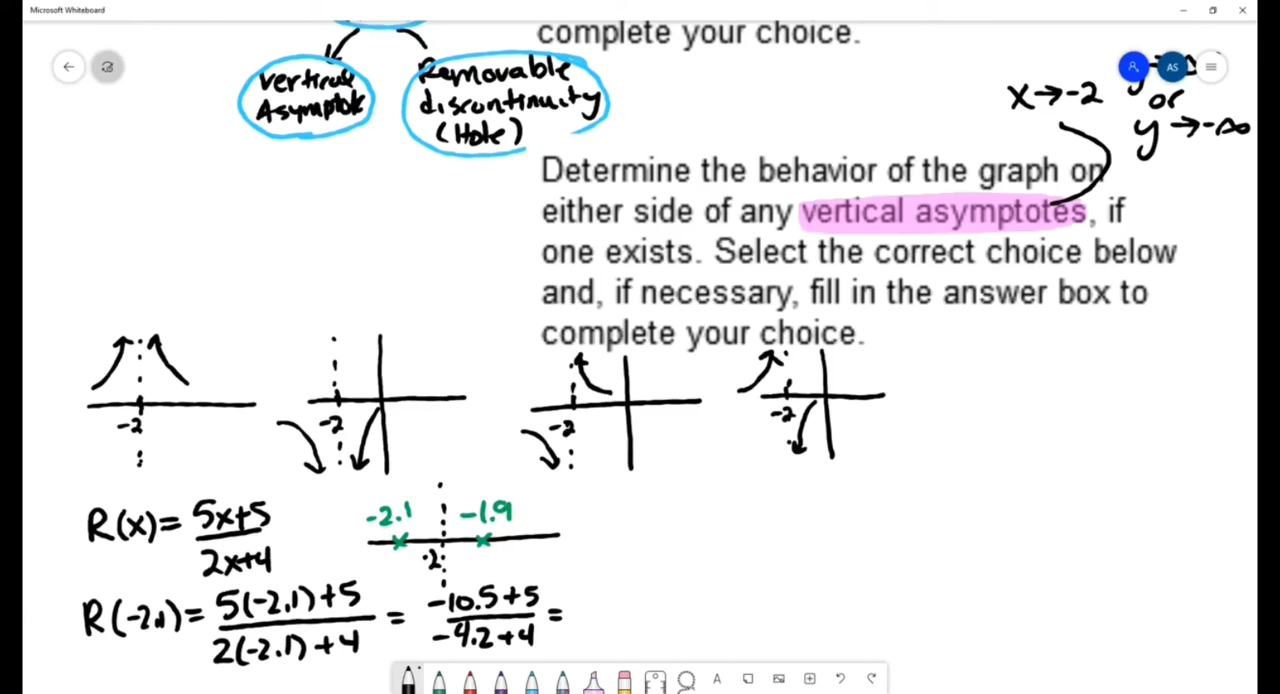 Microsoft Whiteboard
complete your choice.
Vertical
Asymptote
Removable
discontinuity
(Hole)
AS
x→-2
or
y→-∞
Determine the behavior of the graph on
either side of any vertical asymptotes, if
one exists. Select the correct choice below
and, if necessary, fill in the answer box to
complete your choice.
-2
-2
-2
-2
R(x)= 5x+5
2x+4
-2.1
-1.9
-2
R(-2.1)= 5(-2.1)+5 = -10.5+5 =
2(-2.1)+4 -4.2+4
A